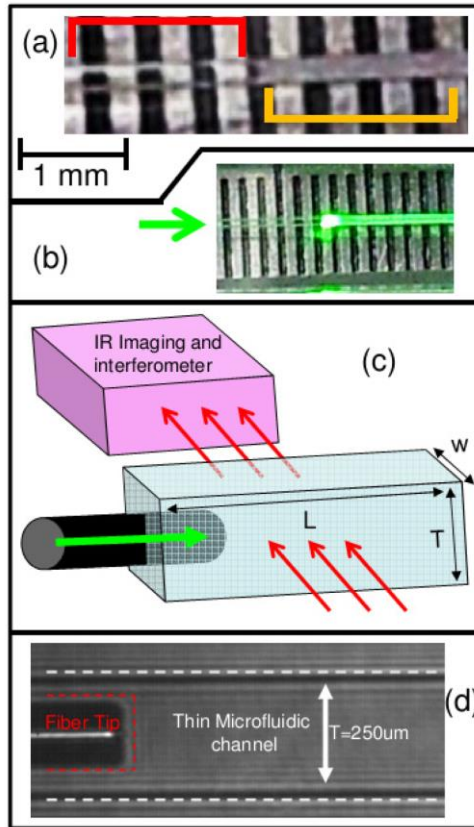 (a)
1 mm
(b)
IR Imaging and
interferometer
(c)
w
L
T
(d)
Fiber Tip
Thin Microfluidic
channel
T=250um